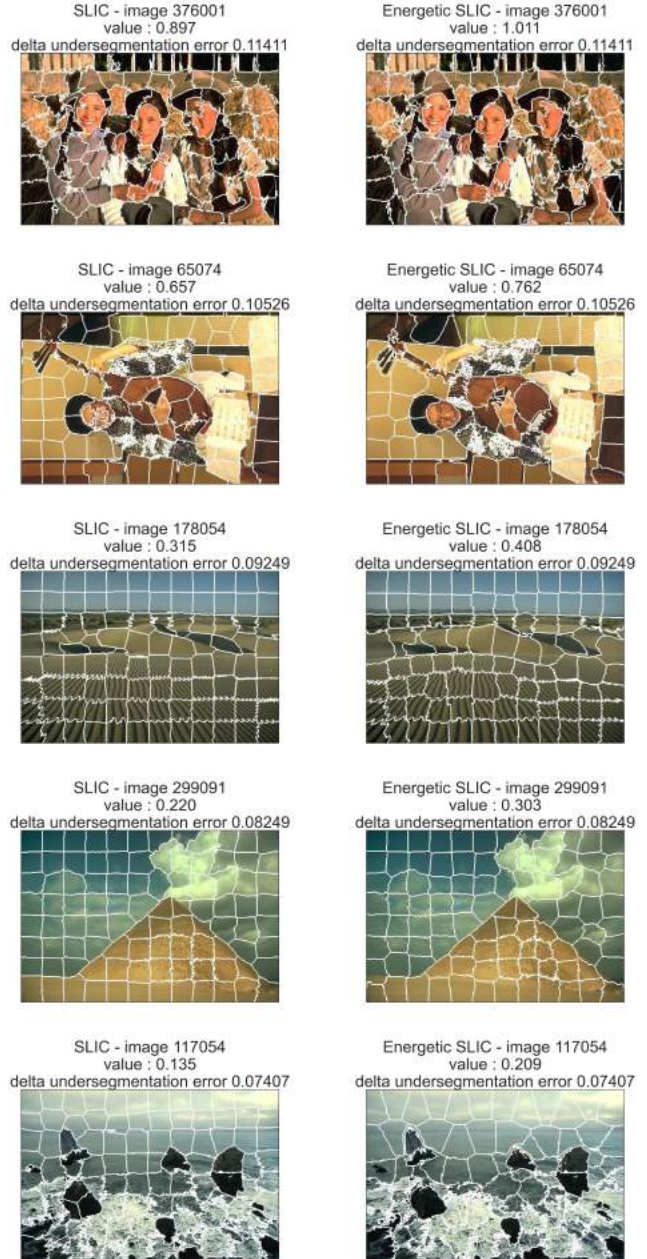 SLIC - image 376001
value : 0.897
delta undersegmentation error 0.11411
Energetic SLIC - image 376001
value : 1.011
delta undersegmentation error 0.11411
SLIC - image 65074
value : 0.657
delta undersegmentation error 0.10526
Energetic SLIC - image 65074
value : 0.762
delta undersegmentation error 0.10526
SLIC - image 178054
value : 0.315
delta undersegmentation error 0.09249
Energetic SLIC - image 178054
value : 0.408
delta undersegmentation error 0.09249
SLIC - image 299091
value : 0.220
delta undersegmentation error 0.08249
Energetic SLIC - image 299091
value : 0.303
delta undersegmentation error 0.08249
SLIC - image 117054
value : 0.135
delta undersegmentation error 0.07407
Energetic SLIC - image 117054
value : 0.209
delta undersegmentation error 0.07407